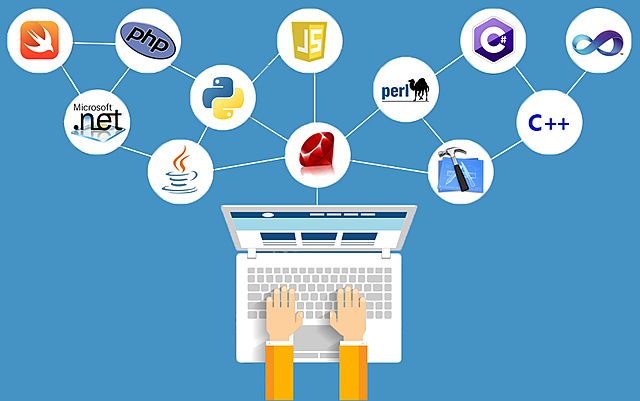 php
JS
C#
Microsoft
.net
perl
C++